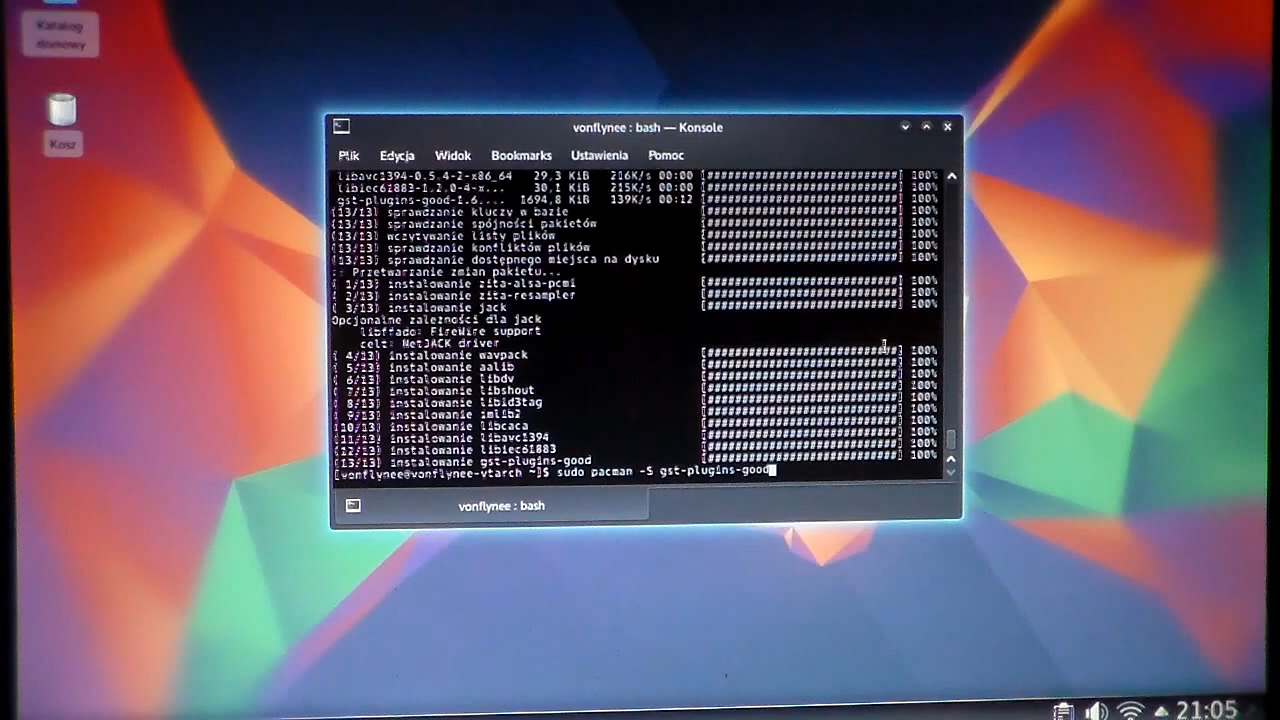 Katalog
domowy
Kosz
vonflynee : bash — Konsole
Plik Edycja Widok Bookmarks Ustawienia Pomoc
libavc1394-0.5.4-2-x86_64 29,3 KiB 216K/s 00:00 [######################] 100%
libiec61883-1.2.0-4-x... 30,1 KiB 215K/s 00:00 [######################] 100%
gst-plugins-good-1.6.... 1694,8 KiB 139K/s 00:12 [######################] 100%
(13/13) sprawdzanie kluczy w bazie [######################] 100%
(13/13) sprawdzanie spójności pakietów [######################] 100%
(13/13) wczytywanie listy plików [######################] 100%
(13/13) sprawdzanie konfliktów plików [######################] 100%
(13/13) sprawdzanie dostępnego miejsca na dysku [######################] 100%
:: Przetwarzanie zmian pakietu...
( 1/13) instalowanie zita-alsa-pcmi [######################] 100%
( 2/13) instalowanie zita-resampler [######################] 100%
( 3/13) instalowanie jack [######################] 100%
Opcjonalne zależności dla jack
libffado: FireWire support
celt: NetJACK driver
( 4/13) instalowanie wavpack [######################] 100%
( 5/13) instalowanie aalib [######################] 100%
( 6/13) instalowanie libdv [######################] 100%
( 7/13) instalowanie libshout [######################] 100%
( 8/13) instalowanie libid3tag [######################] 100%
( 9/13) instalowanie imlib2 [######################] 100%
(10/13) instalowanie libcaca [######################] 100%
(11/13) instalowanie libavc1394 [######################] 100%
(12/13) instalowanie libiec61883 [######################] 100%
(13/13) instalowanie gst-plugins-good [######################] 100%
[vonflynee@vonflynee-vtarch ~]$ sudo pacman -S gst-plugins-good
vonflynee : bash
21:05